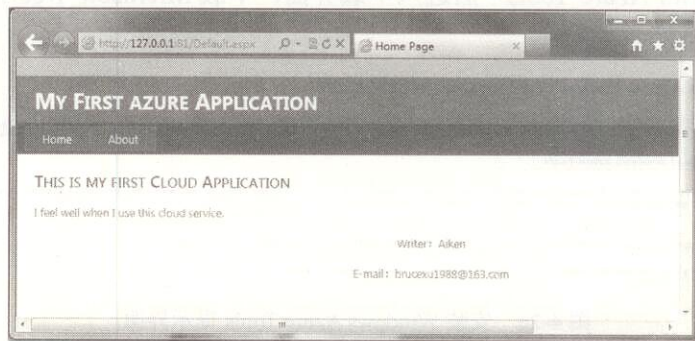 http://127.0.0.1:81/Default.aspx
Home Page
MY FIRST AZURE APPLICATION
Home About
THIS IS MY FIRST CLOUD APPLICATION
I feel well when I use this cloud service.
Writer: Aiken
E-mail: brucexu1988@163.com